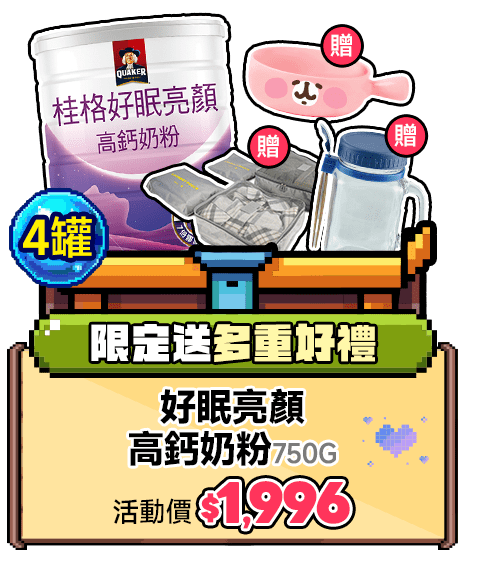 贈
QUAKER
桂格好眠亮顏
高鈣奶粉
贈
贈
4罐
限定送多重好禮
好眠亮顏
高鈣奶粉750G
活動價$1,996